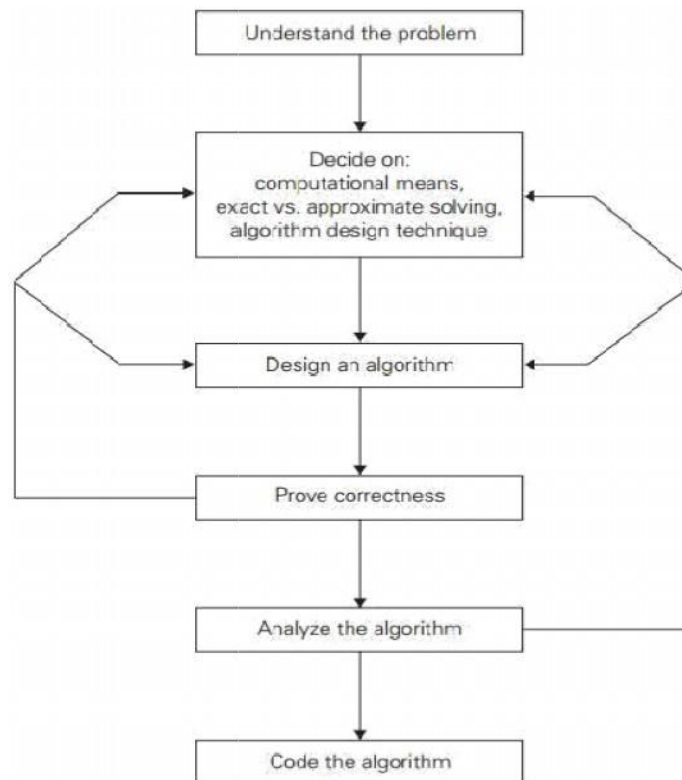 Understand the problem
Decide on:
computational means,
exact vs. approximate solving,
algorithm design technique
Design an algorithm
Prove correctness
Analyze the algorithm
Code the algorithm